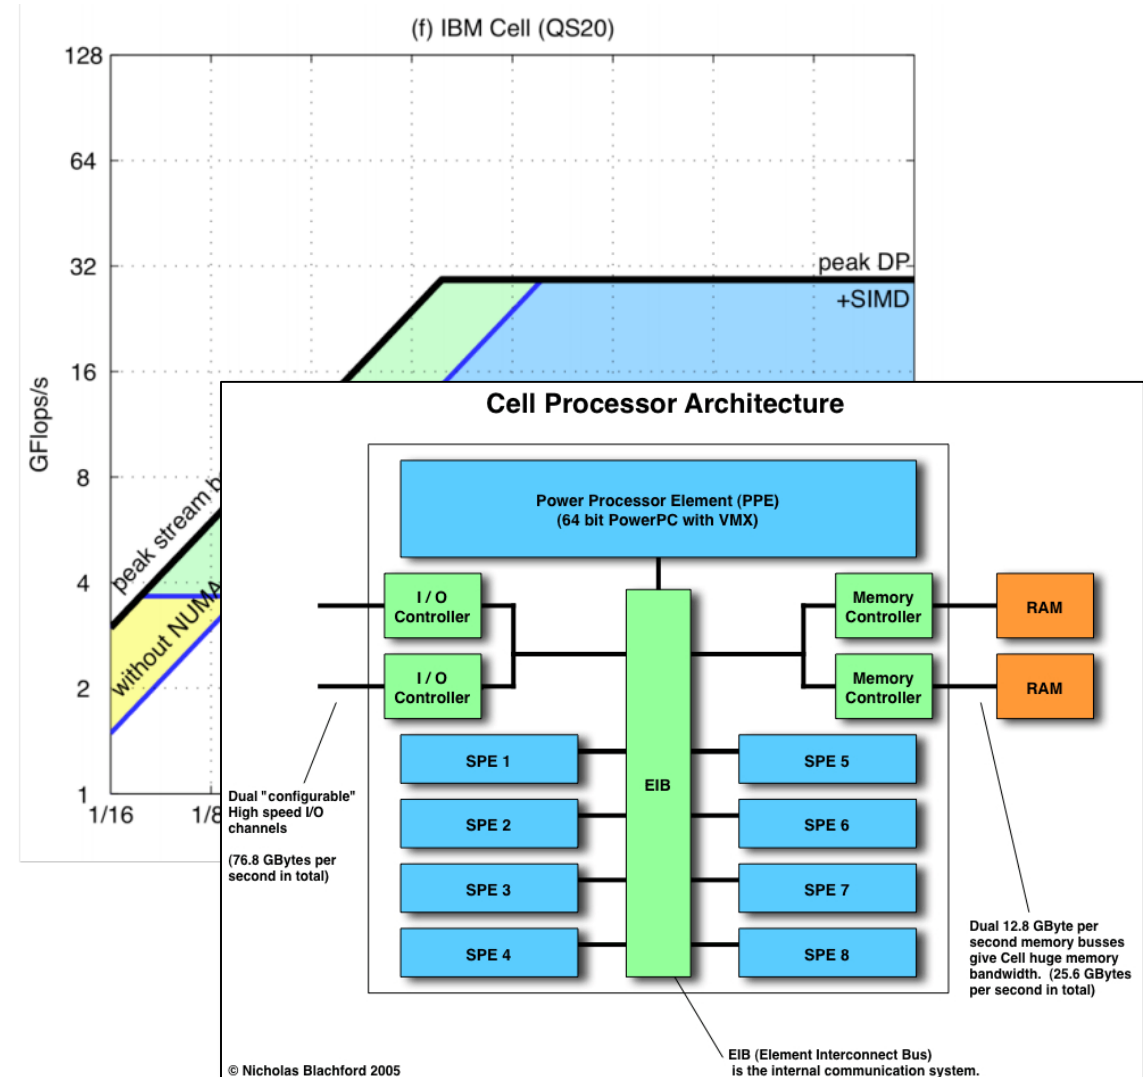 (f) IBM Cell (QS20)
128
64
32
16
8
4
2
1
GFlops/s
1/16
1/8
peak DP
+SIMD
peak stream b
without NUMA
Cell Processor Architecture
Power Processor Element (PPE)
(64 bit PowerPC with VMX)
I / O
Controller
I / O
Controller
Memory
Controller
Memory
Controller
RAM
RAM
EIB
SPE 1
SPE 2
SPE 3
SPE 4
SPE 5
SPE 6
SPE 7
SPE 8
Dual "configurable"
High speed I/O
channels
(76.8 GBytes per
second in total)
Dual 12.8 GByte per
second memory busses
give Cell huge memory
bandwidth.  (25.6 GBytes
per second in total)
EIB (Element Interconnect Bus)
is the internal communication system.
© Nicholas Blachford 2005